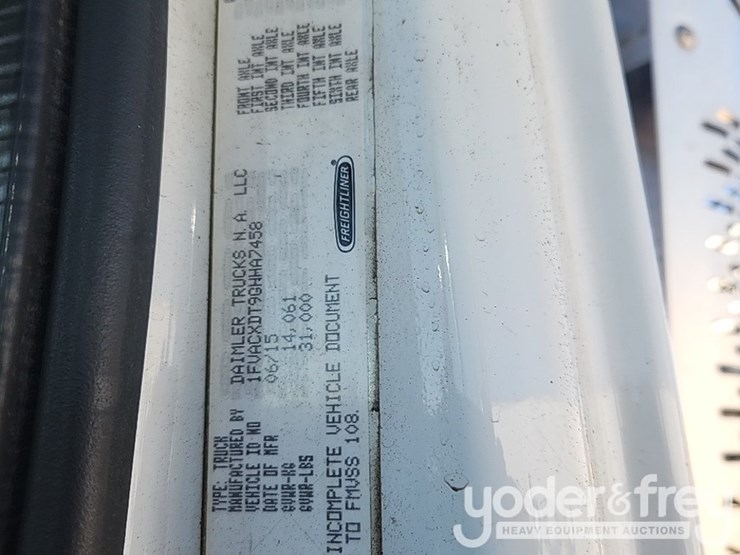 TYPE: TRUCK
MANUFACTURED BY DAIMLER TRUCKS N.A. LLC
VEHICLE ID NO 1FVACXDT9GHHA7458
DATE OF MFR 06/15
GVWR-KG 14,061
GVWR-LBS 31,000
INCOMPLETE VEHICLE DOCUMENT
TO FMVSS 108.
FREIGHTLINER®
FRONT AXLE
FIRST INT AXLE
SECOND INT AXLE
THIRD INT AXLE
FOURTH INT AXLE
FIFTH INT AXLE
SIXTH INT AXLE
REAR AXLE
yoder&frey
HEAVY EQUIPMENT AUCTIONS